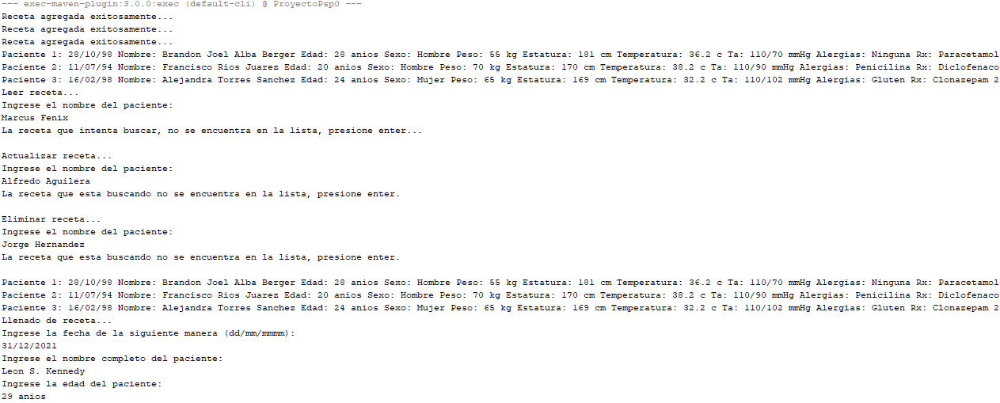 --- exec-maven-plugin:3.0.0:exec (default-cli) @ ProyectoPsp0 ---
Receta agregada exitosamente...
Receta agregada exitosamente...
Receta agregada exitosamente...
Paciente 1: 28/10/98 Nombre: Brandon Joel Alba Berger Edad: 28 anios Sexo: Hombre Peso: 55 kg Estatura: 181 cm Temperatura: 36.2 c Ta: 110/70 mmHg Alergias: Ninguna Rx: Paracetamol
Paciente 2: 11/07/94 Nombre: Francisco Rios Juarez Edad: 20 anios Sexo: Hombre Peso: 70 kg Estatura: 170 cm Temperatura: 38.2 c Ta: 110/90 mmHg Alergias: Penicilina Rx: Diclofenaco
Paciente 3: 16/02/98 Nombre: Alejandra Torres Sanchez Edad: 24 anios Sexo: Mujer Peso: 65 kg Estatura: 169 cm Temperatura: 32.2 c Ta: 110/102 mmHg Alergias: Gluten Rx: Clonazepam 2
Leer receta...
Ingrese el nombre del paciente:
Marcus Fenix
La receta que intenta buscar, no se encuentra en la lista, presione enter...
Actualizar receta...
Ingrese el nombre del paciente:
Alfredo Aguilera
La receta que esta buscando no se encuentra en la lista, presione enter.
Eliminar receta...
Ingrese el nombre del paciente:
Jorge Hernandez
La receta que esta buscando no se encuentra en la lista, presione enter.
Paciente 1: 28/10/98 Nombre: Brandon Joel Alba Berger Edad: 28 anios Sexo: Hombre Peso: 55 kg Estatura: 181 cm Temperatura: 36.2 c Ta: 110/70 mmHg Alergias: Ninguna Rx: Paracetamol
Paciente 2: 11/07/94 Nombre: Francisco Rios Juarez Edad: 20 anios Sexo: Hombre Peso: 70 kg Estatura: 170 cm Temperatura: 38.2 c Ta: 110/90 mmHg Alergias: Penicilina Rx: Diclofenaco
Paciente 3: 16/02/98 Nombre: Alejandra Torres Sanchez Edad: 24 anios Sexo: Mujer Peso: 65 kg Estatura: 169 cm Temperatura: 32.2 c Ta: 110/102 mmHg Alergias: Gluten Rx: Clonazepam 2
Llenado de receta...
Ingrese la fecha de la siguiente manera (dd/mm/mmmm):
31/12/2021
Ingrese el nombre completo del paciente:
Leon S. Kennedy
Ingrese la edad del paciente:
29 anios